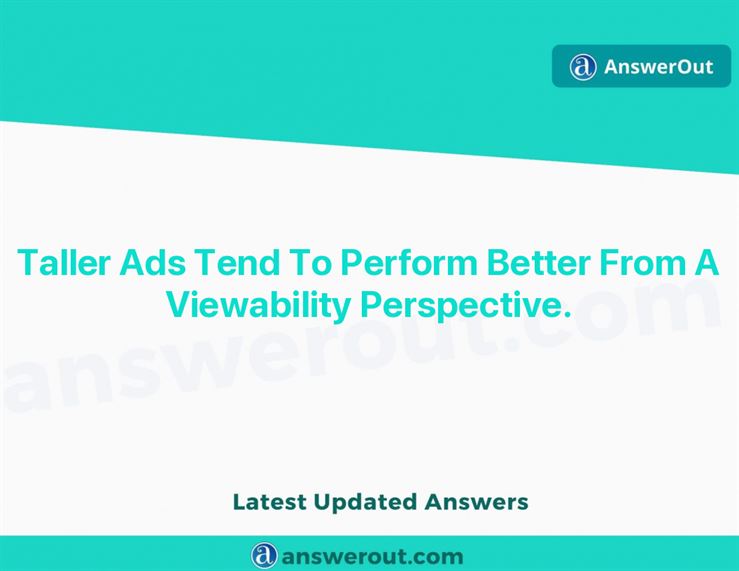 a AnswerOut
Taller Ads Tend To Perform Better From A
Viewability Perspective.
answerout.com
Latest Updated Answers
a answerout.com